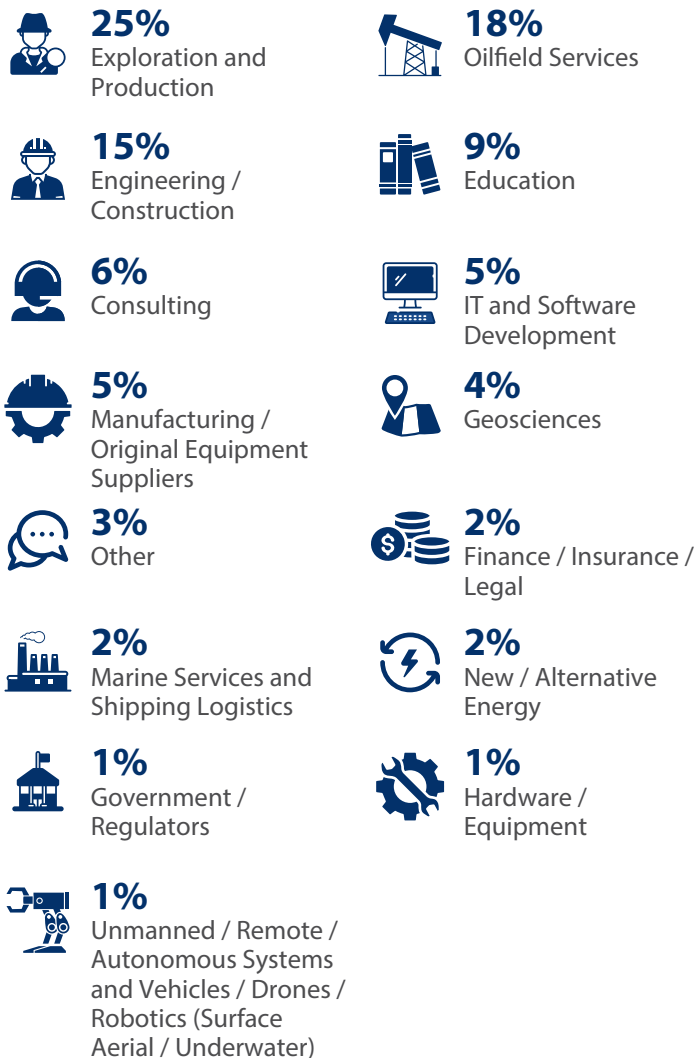 25%
Exploration and
Production
18%
Oilfield Services
15%
Engineering /
Construction
9%
Education
6%
Consulting
5%
IT and Software
Development
5%
Manufacturing /
Original Equipment
Suppliers
4%
Geosciences
3%
Other
$
2%
Finance / Insurance /
Legal
2%
Marine Services and
Shipping Logistics
2%
New / Alternative
Energy
1%
Government /
Regulators
1%
Hardware /
Equipment
1%
Unmanned / Remote /
Autonomous Systems
and Vehicles / Drones /
Robotics (Surface
Aerial / Underwater)